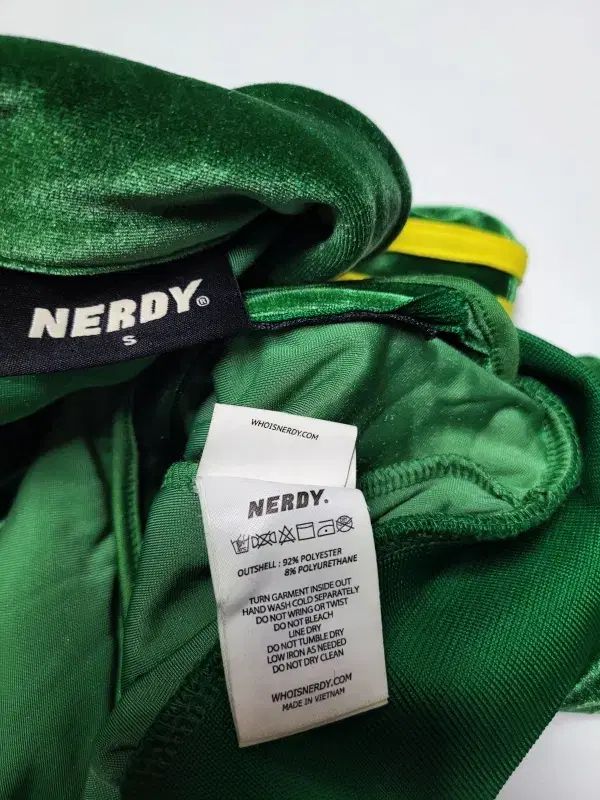 NERDY®
S
WHOISNERDY.COM
NERDY.
OUTSHELL : 92% POLYESTER
8% POLYURETHANE
TURN GARMENT INSIDE OUT
HAND WASH COLD SEPARATELY
DO NOT WRING OR TWIST
DO NOT BLEACH
LINE DRY
DO NOT TUMBLE DRY
LOW IRON AS NEEDED
DO NOT DRY CLEAN
WHOISNERDY.COM
MADE IN VIETNAM